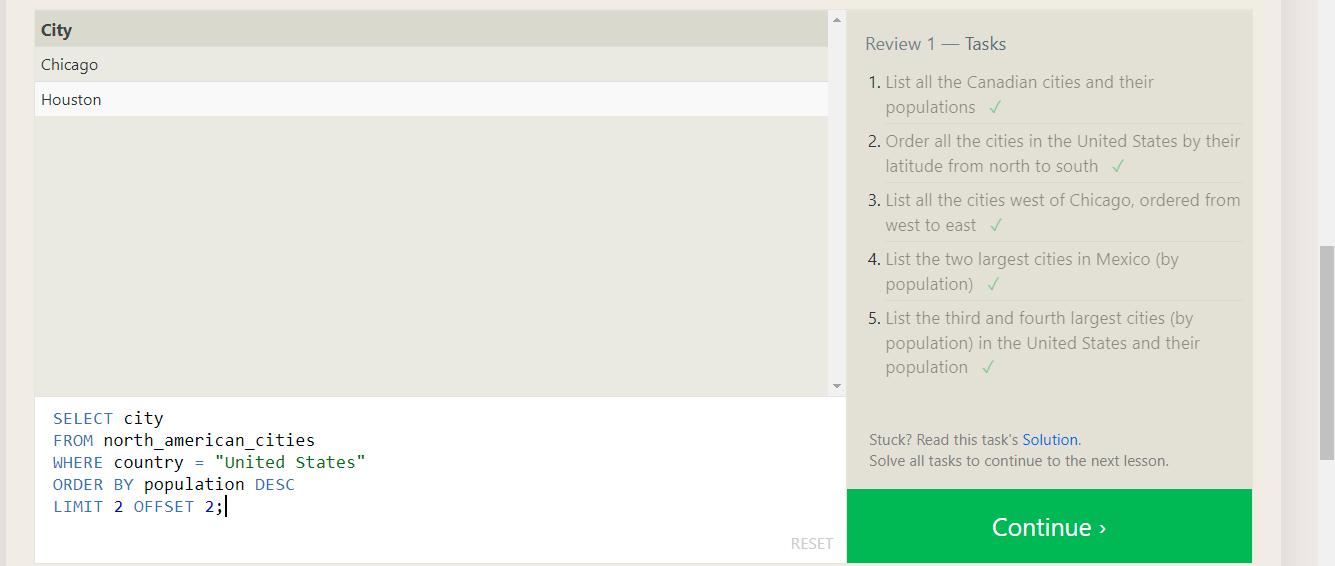 City
Chicago
Houston
SELECT city
FROM north_american_cities
WHERE country = "United States"
ORDER BY population DESC
LIMIT 2 OFFSET 2;
RESET
Review 1 — Tasks
1. List all the Canadian cities and their
populations ✓
2. Order all the cities in the United States by their
latitude from north to south ✓
3. List all the cities west of Chicago, ordered from
west to east ✓
4. List the two largest cities in Mexico (by
population) ✓
5. List the third and fourth largest cities (by
population) in the United States and their
population ✓
Stuck? Read this task's Solution.
Solve all tasks to continue to the next lesson.
Continue ›